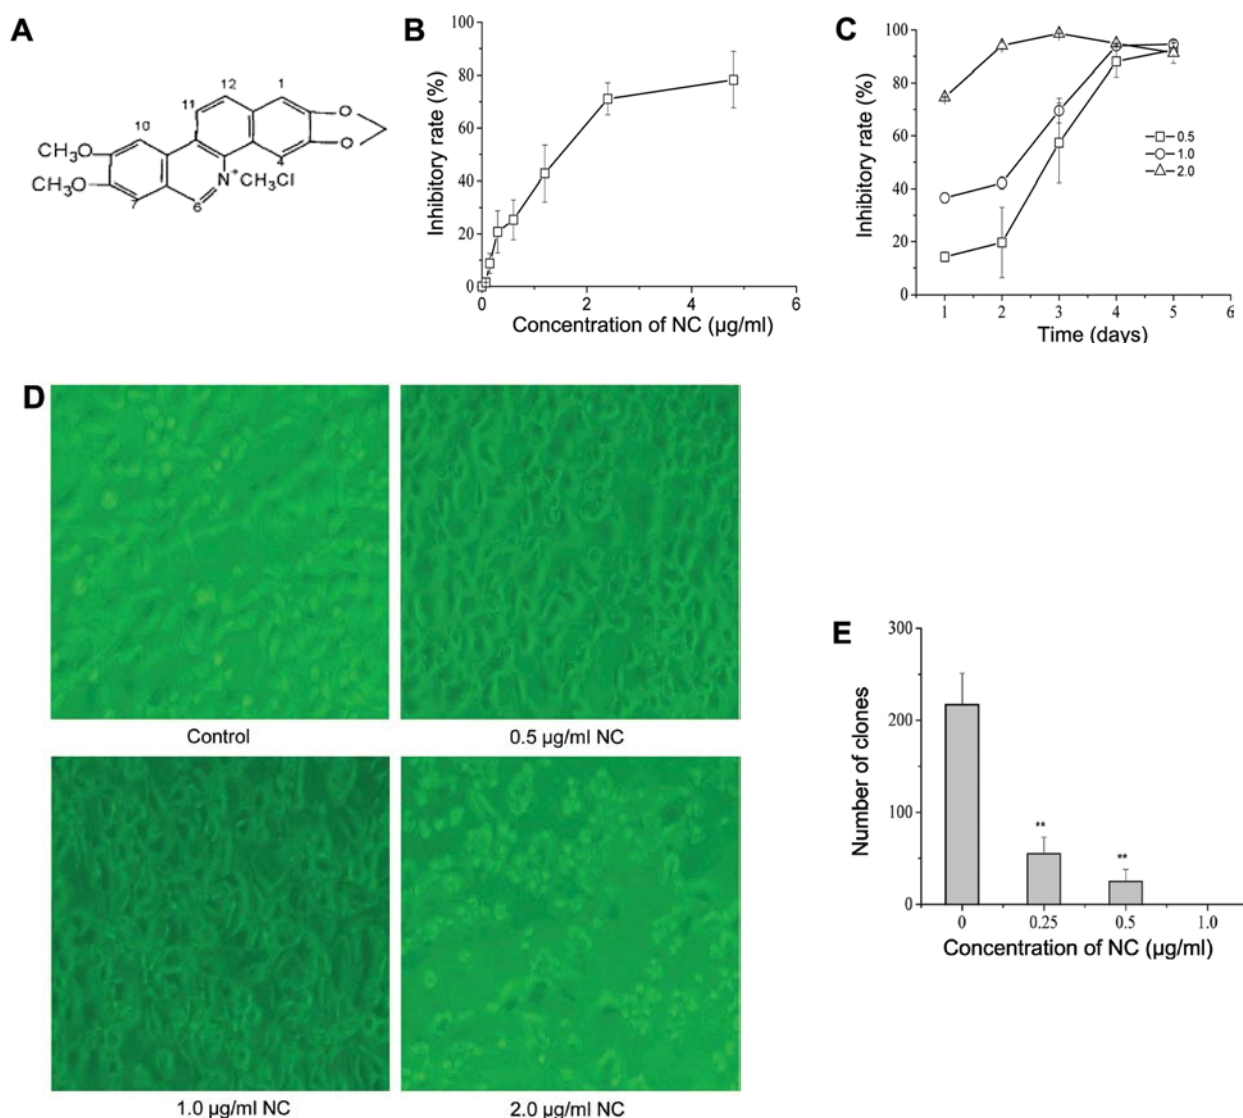 A
12
1
11
10
O
CH₃O
4
O
N⁺
CH₃Cl
CH₃O
7
6
B
100
80
60
40
20
0
0
2
4
6
Inhibitory rate (%)
Concentration of NC (µg/ml)
C
100
80
60
40
20
0
1
2
3
4
5
6
Inhibitory rate (%)
Time (days)
0.5
1.0
2.0
D
Control
0.5 µg/ml NC
1.0 µg/ml NC
2.0 µg/ml NC
E
300
200
100
0
**
**
0
0.25
0.5
1.0
Number of clones
Concentration of NC (µg/ml)